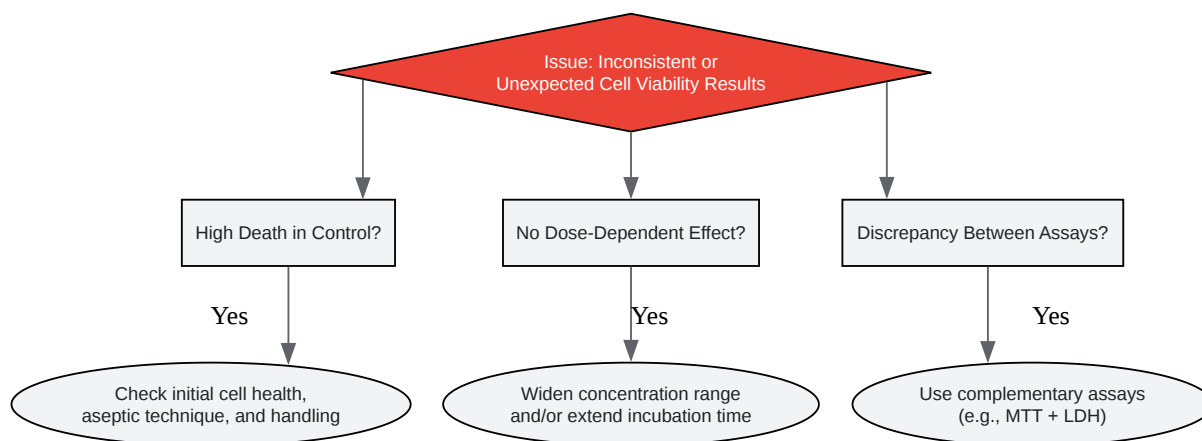 Issue: Inconsistent or
Unexpected Cell Viability Results
High Death in Control?
No Dose-Dependent Effect?
Discrepancy Between Assays?
Yes
Yes
Yes
Check initial cell health,
aseptic technique, and handling
Widen concentration range
and/or extend incubation time
Use complementary assays
(e.g., MTT + LDH)